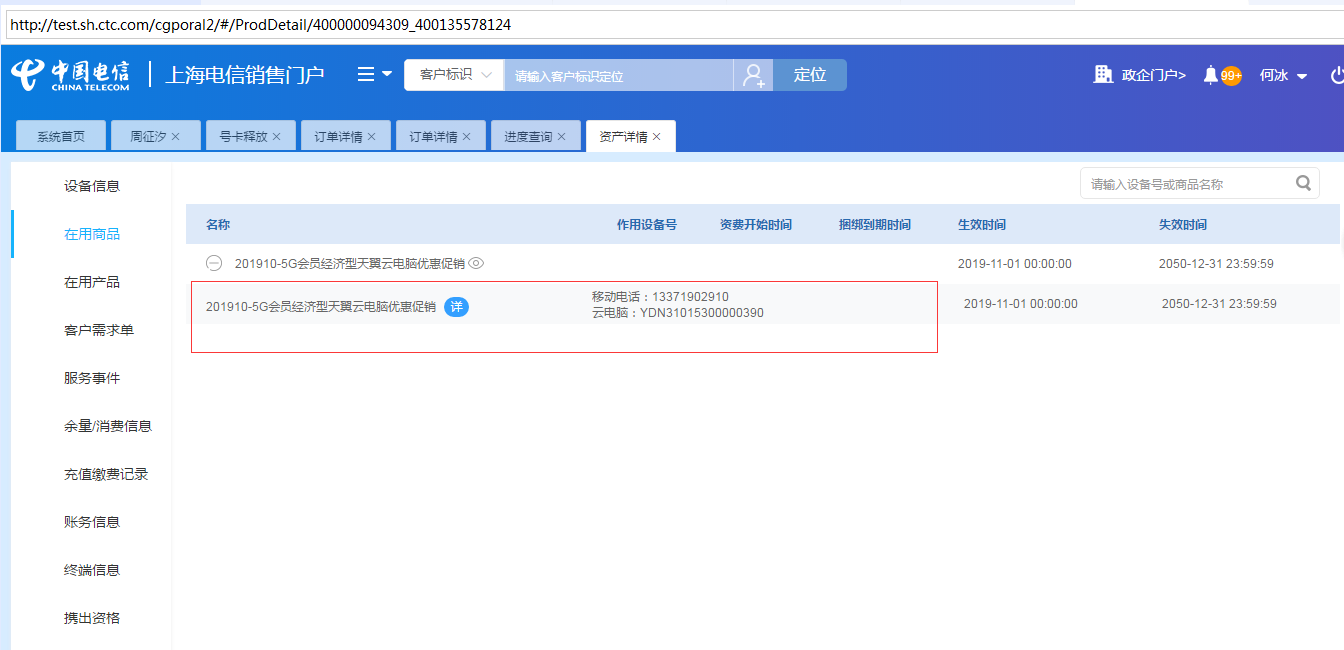 http://test.sh.ctc.com/cgporal2/#/ProdDetail/400000094309_400135578124
中国电信
CHINA TELECOM
上海电信销售门户
客户标识
请输入客户标识定位
定位
政企门户>
99+
何冰
系统首页
周征汐
号卡释放
订单详情
订单详情
进度查询
资产详情
设备信息
在用商品
在用产品
客户需求单
服务事件
余量/消费信息
充值缴费记录
账务信息
终端信息
携出资格
请输入设备号或商品名称
名称 作用设备号 资费开始时间 捆绑到期时间 生效时间 失效时间
201910-5G会员经济型天翼云电脑优惠促销 2019-11-01 00:00:00 2050-12-31 23:59:59
201910-5G会员经济型天翼云电脑优惠促销 详 移动电话：13371902910 2019-11-01 00:00:00 2050-12-31 23:59:59
云电脑：YDN31015300000390